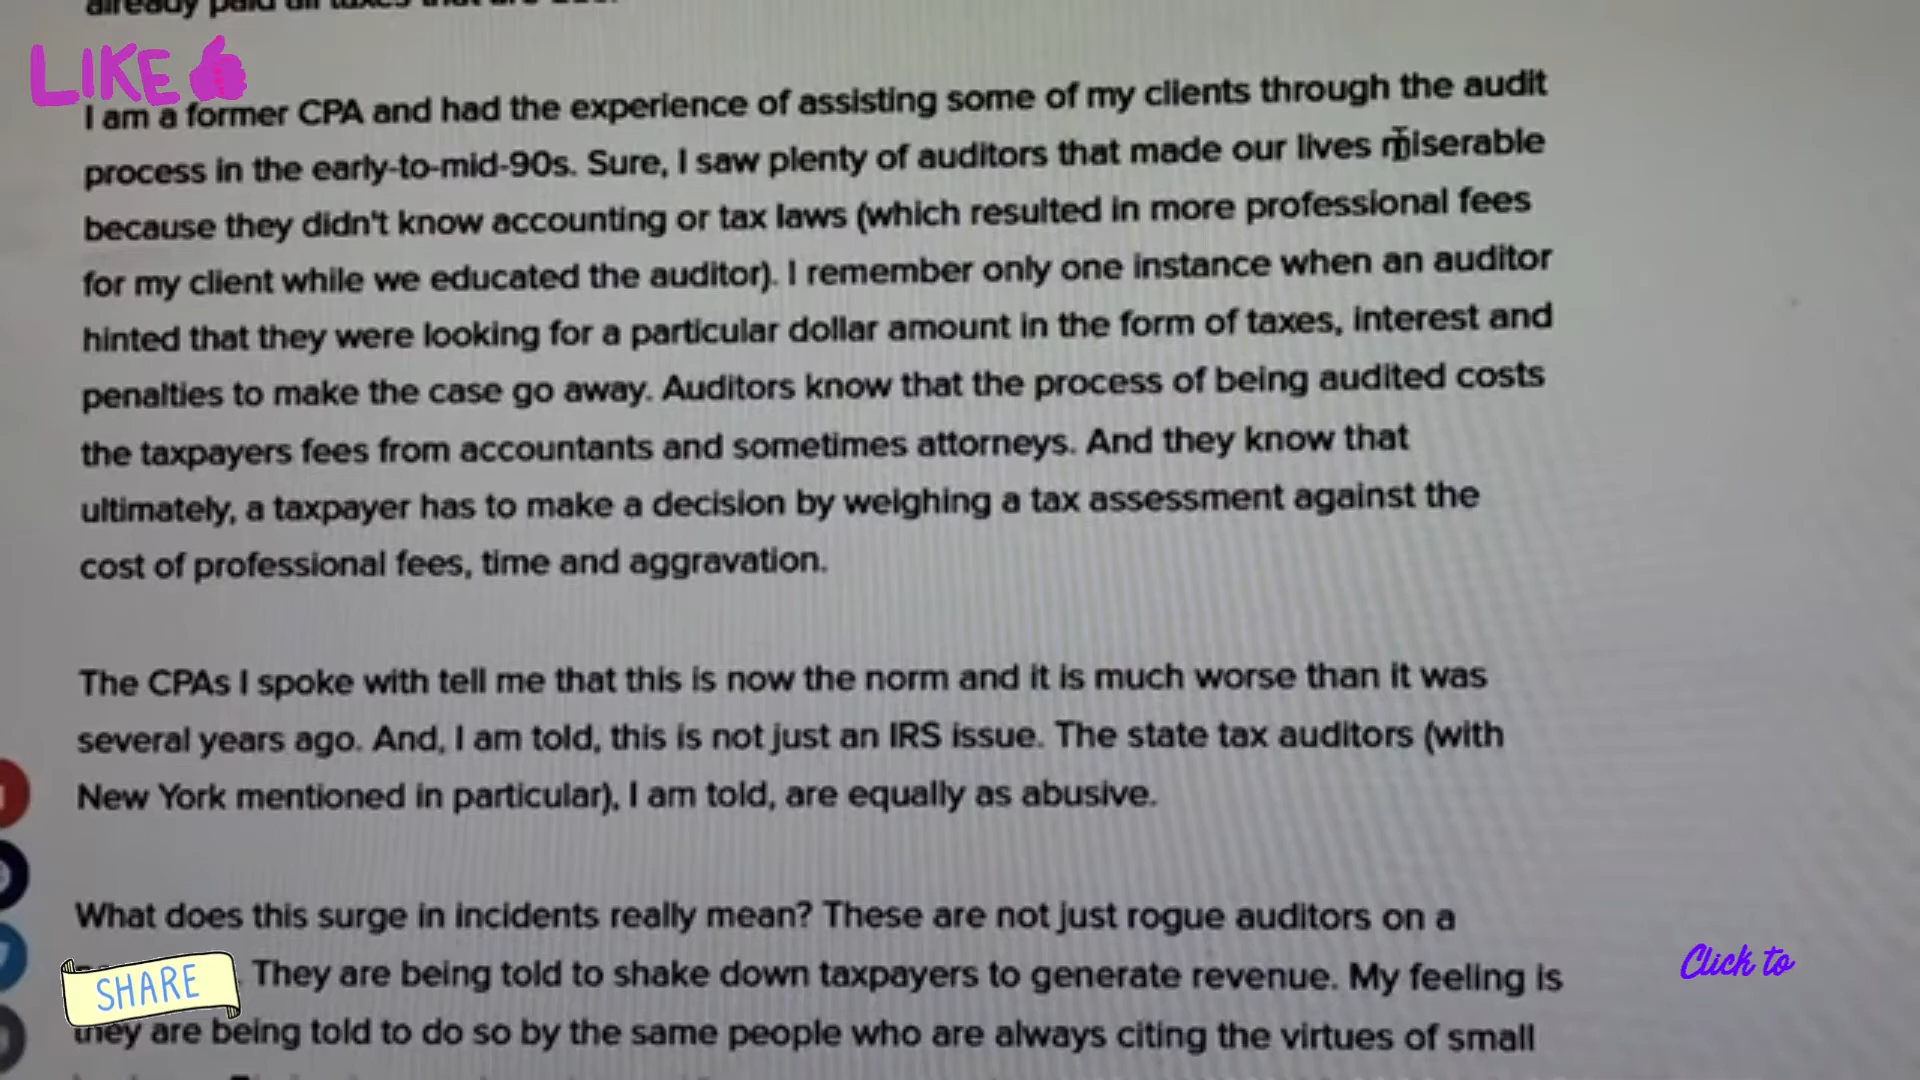 already paid all taxes that are due.
LIKE
I am a former CPA and had the experience of assisting some of my clients through the audit
process in the early-to-mid-90s. Sure, I saw plenty of auditors that made our lives miserable
because they didn't know accounting or tax laws (which resulted in more professional fees
for my client while we educated the auditor). I remember only one instance when an auditor
hinted that they were looking for a particular dollar amount in the form of taxes, interest and
penalties to make the case go away. Auditors know that the process of being audited costs
the taxpayers fees from accountants and sometimes attorneys. And they know that
ultimately, a taxpayer has to make a decision by weighing a tax assessment against the
cost of professional fees, time and aggravation.
The CPAs I spoke with tell me that this is now the norm and it is much worse than it was
several years ago. And, I am told, this is not just an IRS issue. The state tax auditors (with
New York mentioned in particular), I am told, are equally as abusive.
What does this surge in incidents really mean? These are not just rogue auditors on a
They are being told to shake down taxpayers to generate revenue. My feeling is
SHARE
Click to
they are being told to do so by the same people who are always citing the virtues of small